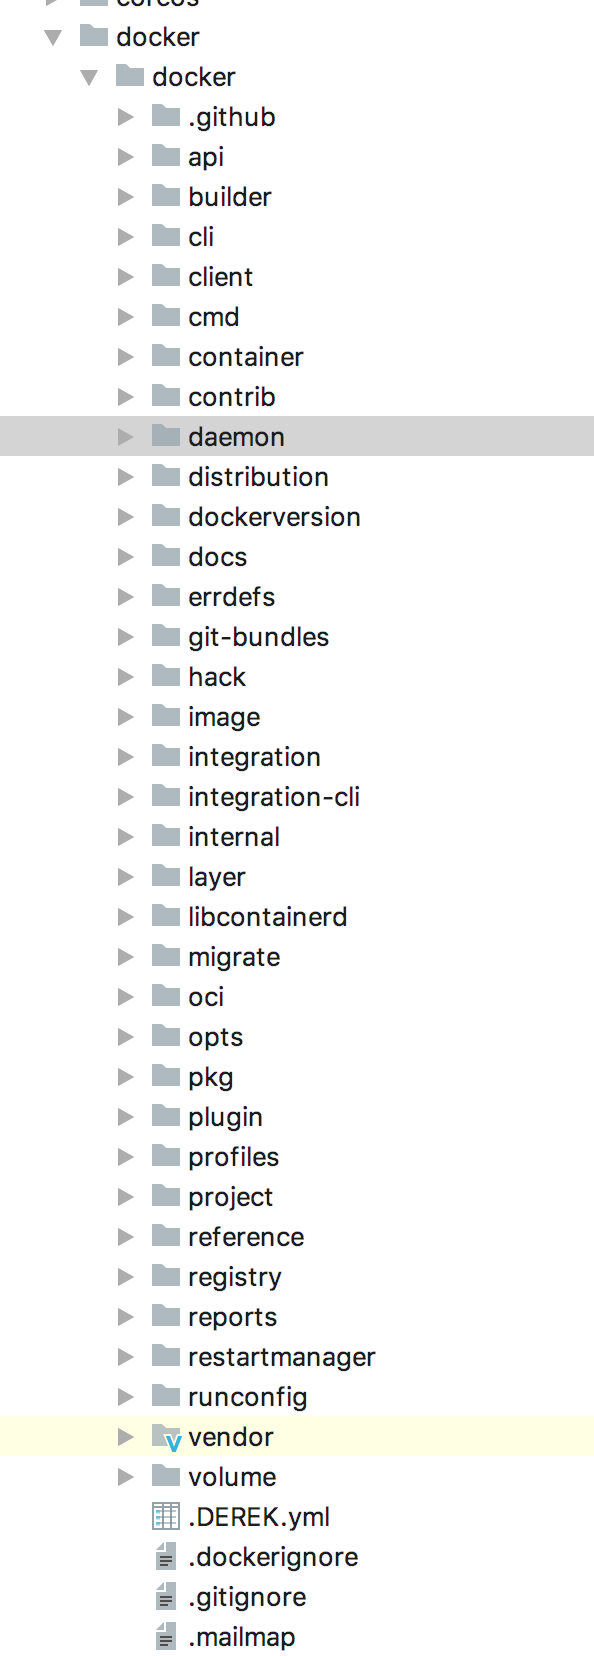 coreos
docker
docker
.github
api
builder
cli
client
cmd
container
contrib
daemon
distribution
dockerversion
docs
errdefs
git-bundles
hack
image
integration
integration-cli
internal
layer
libcontainerd
migrate
oci
opts
pkg
plugin
profiles
project
reference
registry
reports
restartmanager
runconfig
vendor
volume
.DEREK.yml
.dockerignore
.gitignore
.mailmap